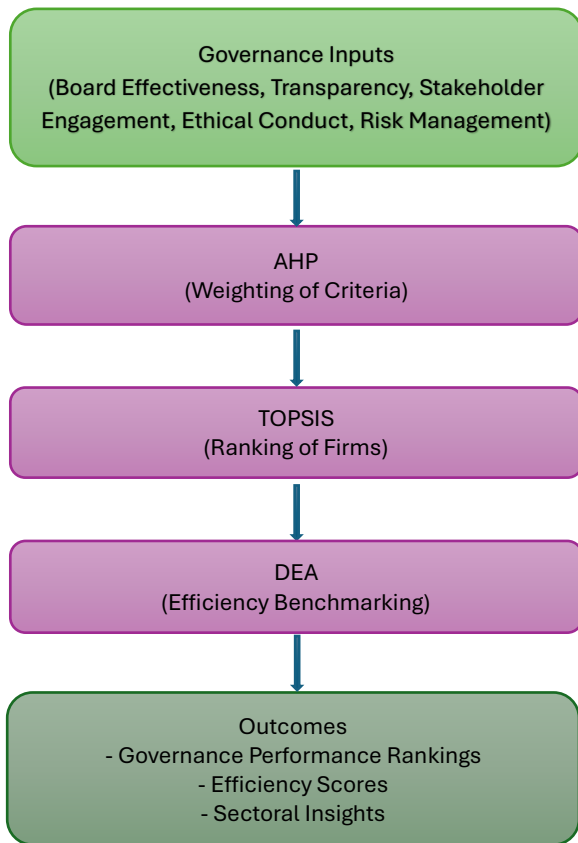 Governance Inputs
(Board Effectiveness, Transparency, Stakeholder
Engagement, Ethical Conduct, Risk Management)
AHP
(Weighting of Criteria)
TOPSIS
(Ranking of Firms)
DEA
(Efficiency Benchmarking)
Outcomes
- Governance Performance Rankings
- Efficiency Scores
- Sectoral Insights